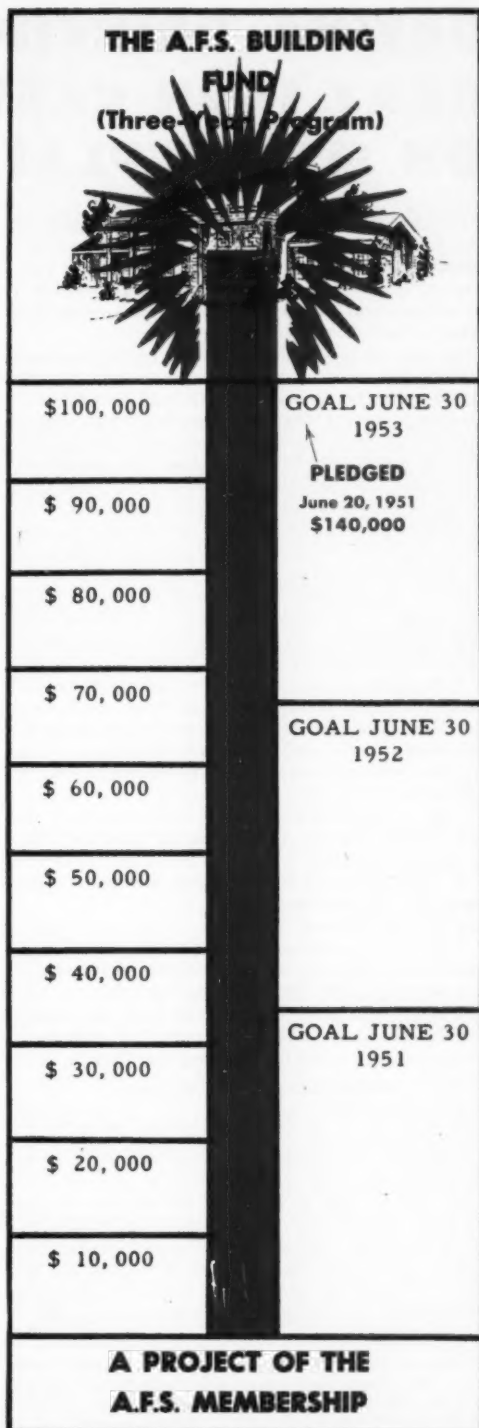 THE A.F.S. BUILDING
FUND
(Three-Year Program)
$100,000
GOAL JUNE 30
1953
PLEDGED
June 20, 1951
$140,000
$ 90,000
$ 80,000
$ 70,000
GOAL JUNE 30
1952
$ 60,000
$ 50,000
$ 40,000
GOAL JUNE 30
1951
$ 30,000
$ 20,000
$ 10,000
A PROJECT OF THE
A.F.S. MEMBERSHIP